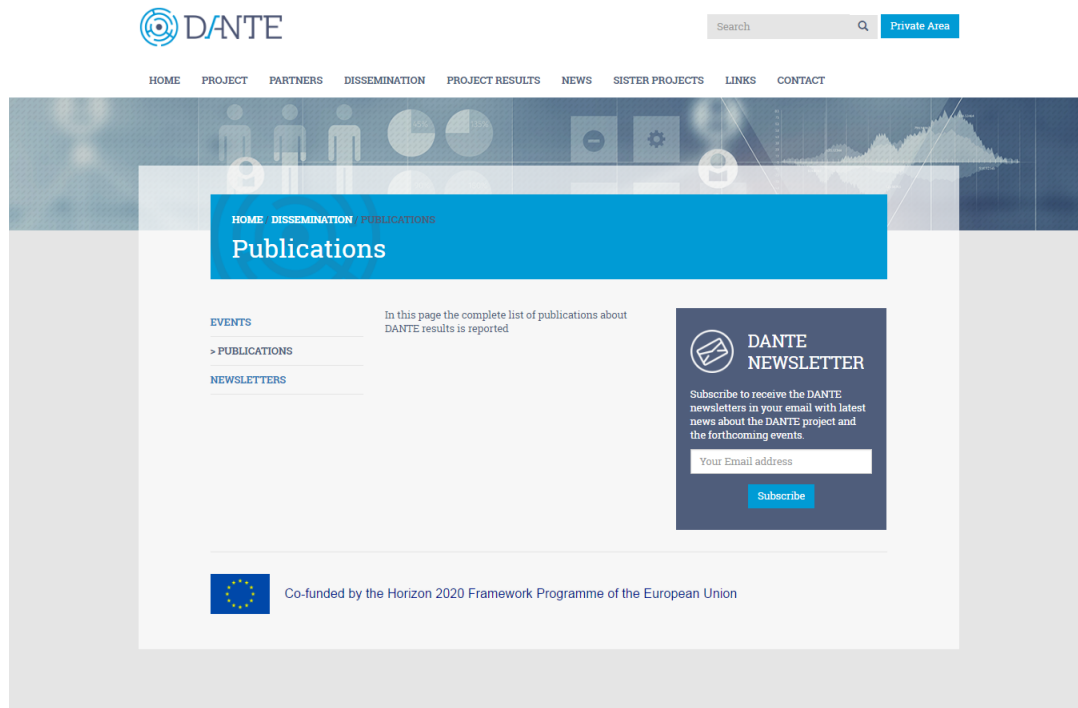 DANTE
Search
Private Area
HOME PROJECT PARTNERS DISSEMINATION PROJECT RESULTS NEWS SISTER PROJECTS LINKS CONTACT
HOME / DISSEMINATION / PUBLICATIONS
Publications
EVENTS
> PUBLICATIONS
NEWSLETTERS
In this page the complete list of publications about
DANTE results is reported
DANTE
NEWSLETTER
Subscribe to receive the DANTE
newsletters in your email with latest
news about the DANTE project and
the forthcoming events.
Your Email address
Subscribe
Co-funded by the Horizon 2020 Framework Programme of the European Union